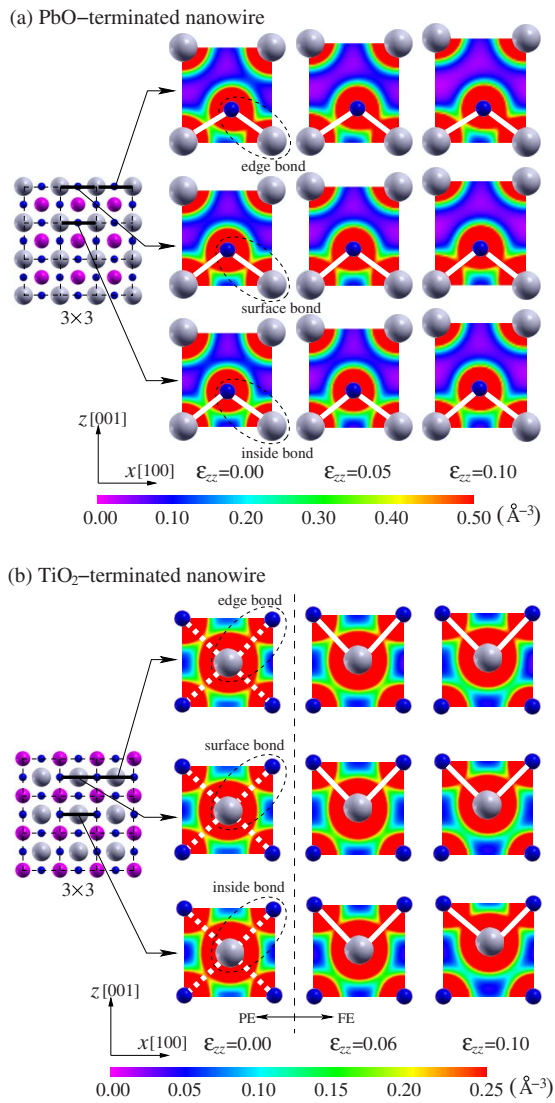 (a) PbO−terminated nanowire
edge bond
surface bond
3×3
inside bond
z[001]
x[100]
εzz=0.00 εzz=0.05 εzz=0.10
0.00 0.10 0.20 0.30 0.40 0.50 (Å⁻³)
(b) TiO₂−terminated nanowire
edge bond
surface bond
3×3
inside bond
z[001]
PE FE
x[100] εzz=0.00 εzz=0.06 εzz=0.10
0.00 0.05 0.10 0.15 0.20 0.25 (Å⁻³)